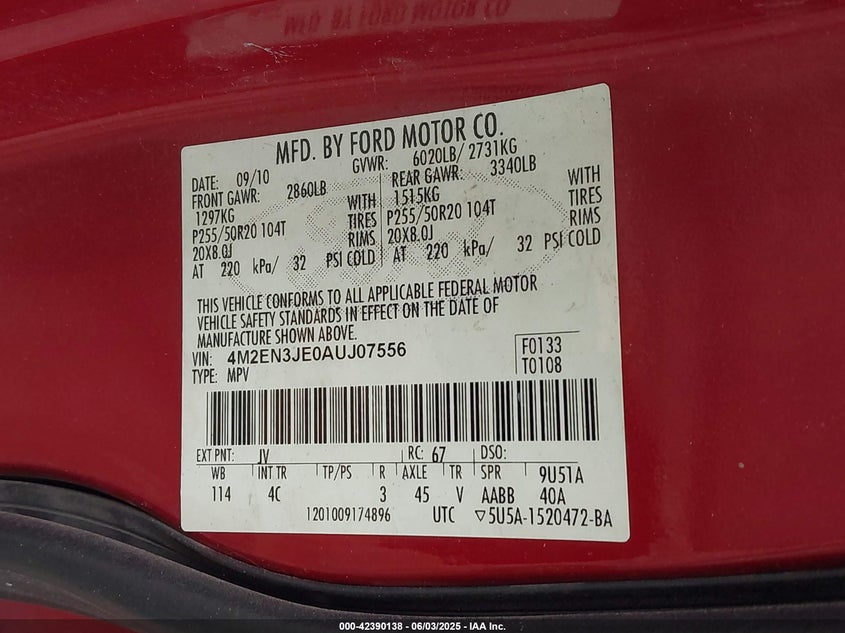 MFD. BY FORD MOTOR CO.
DATE: 09/10 GVWR: 6020LB/ 2731KG
FRONT GAWR: 2860LB REAR GAWR: 3340LB
1297KG WITH 1515KG WITH
P255/50R20 104T TIRES P255/50R20 104T TIRES
20X8.0J RIMS 20X8.0J RIMS
AT 220 kPa/ 32 PSI COLD AT 220 kPa/ 32 PSI COLD
THIS VEHICLE CONFORMS TO ALL APPLICABLE FEDERAL MOTOR
VEHICLE SAFETY STANDARDS IN EFFECT ON THE DATE OF
MANUFACTURE SHOWN ABOVE.
VIN: 4M2EN3JE0AUJ07556 F0133
TYPE: MPV T0108
EXT PNT: JV RC: 67 DSO:
WB INT TR TP/PS R AXLE TR SPR 9U51A
114 4C 3 45 V AABB 40A
1201009174896 UTC ▽5U5A-1520472-BA
000-42390138 - 06/03/2025 - IAA Inc.